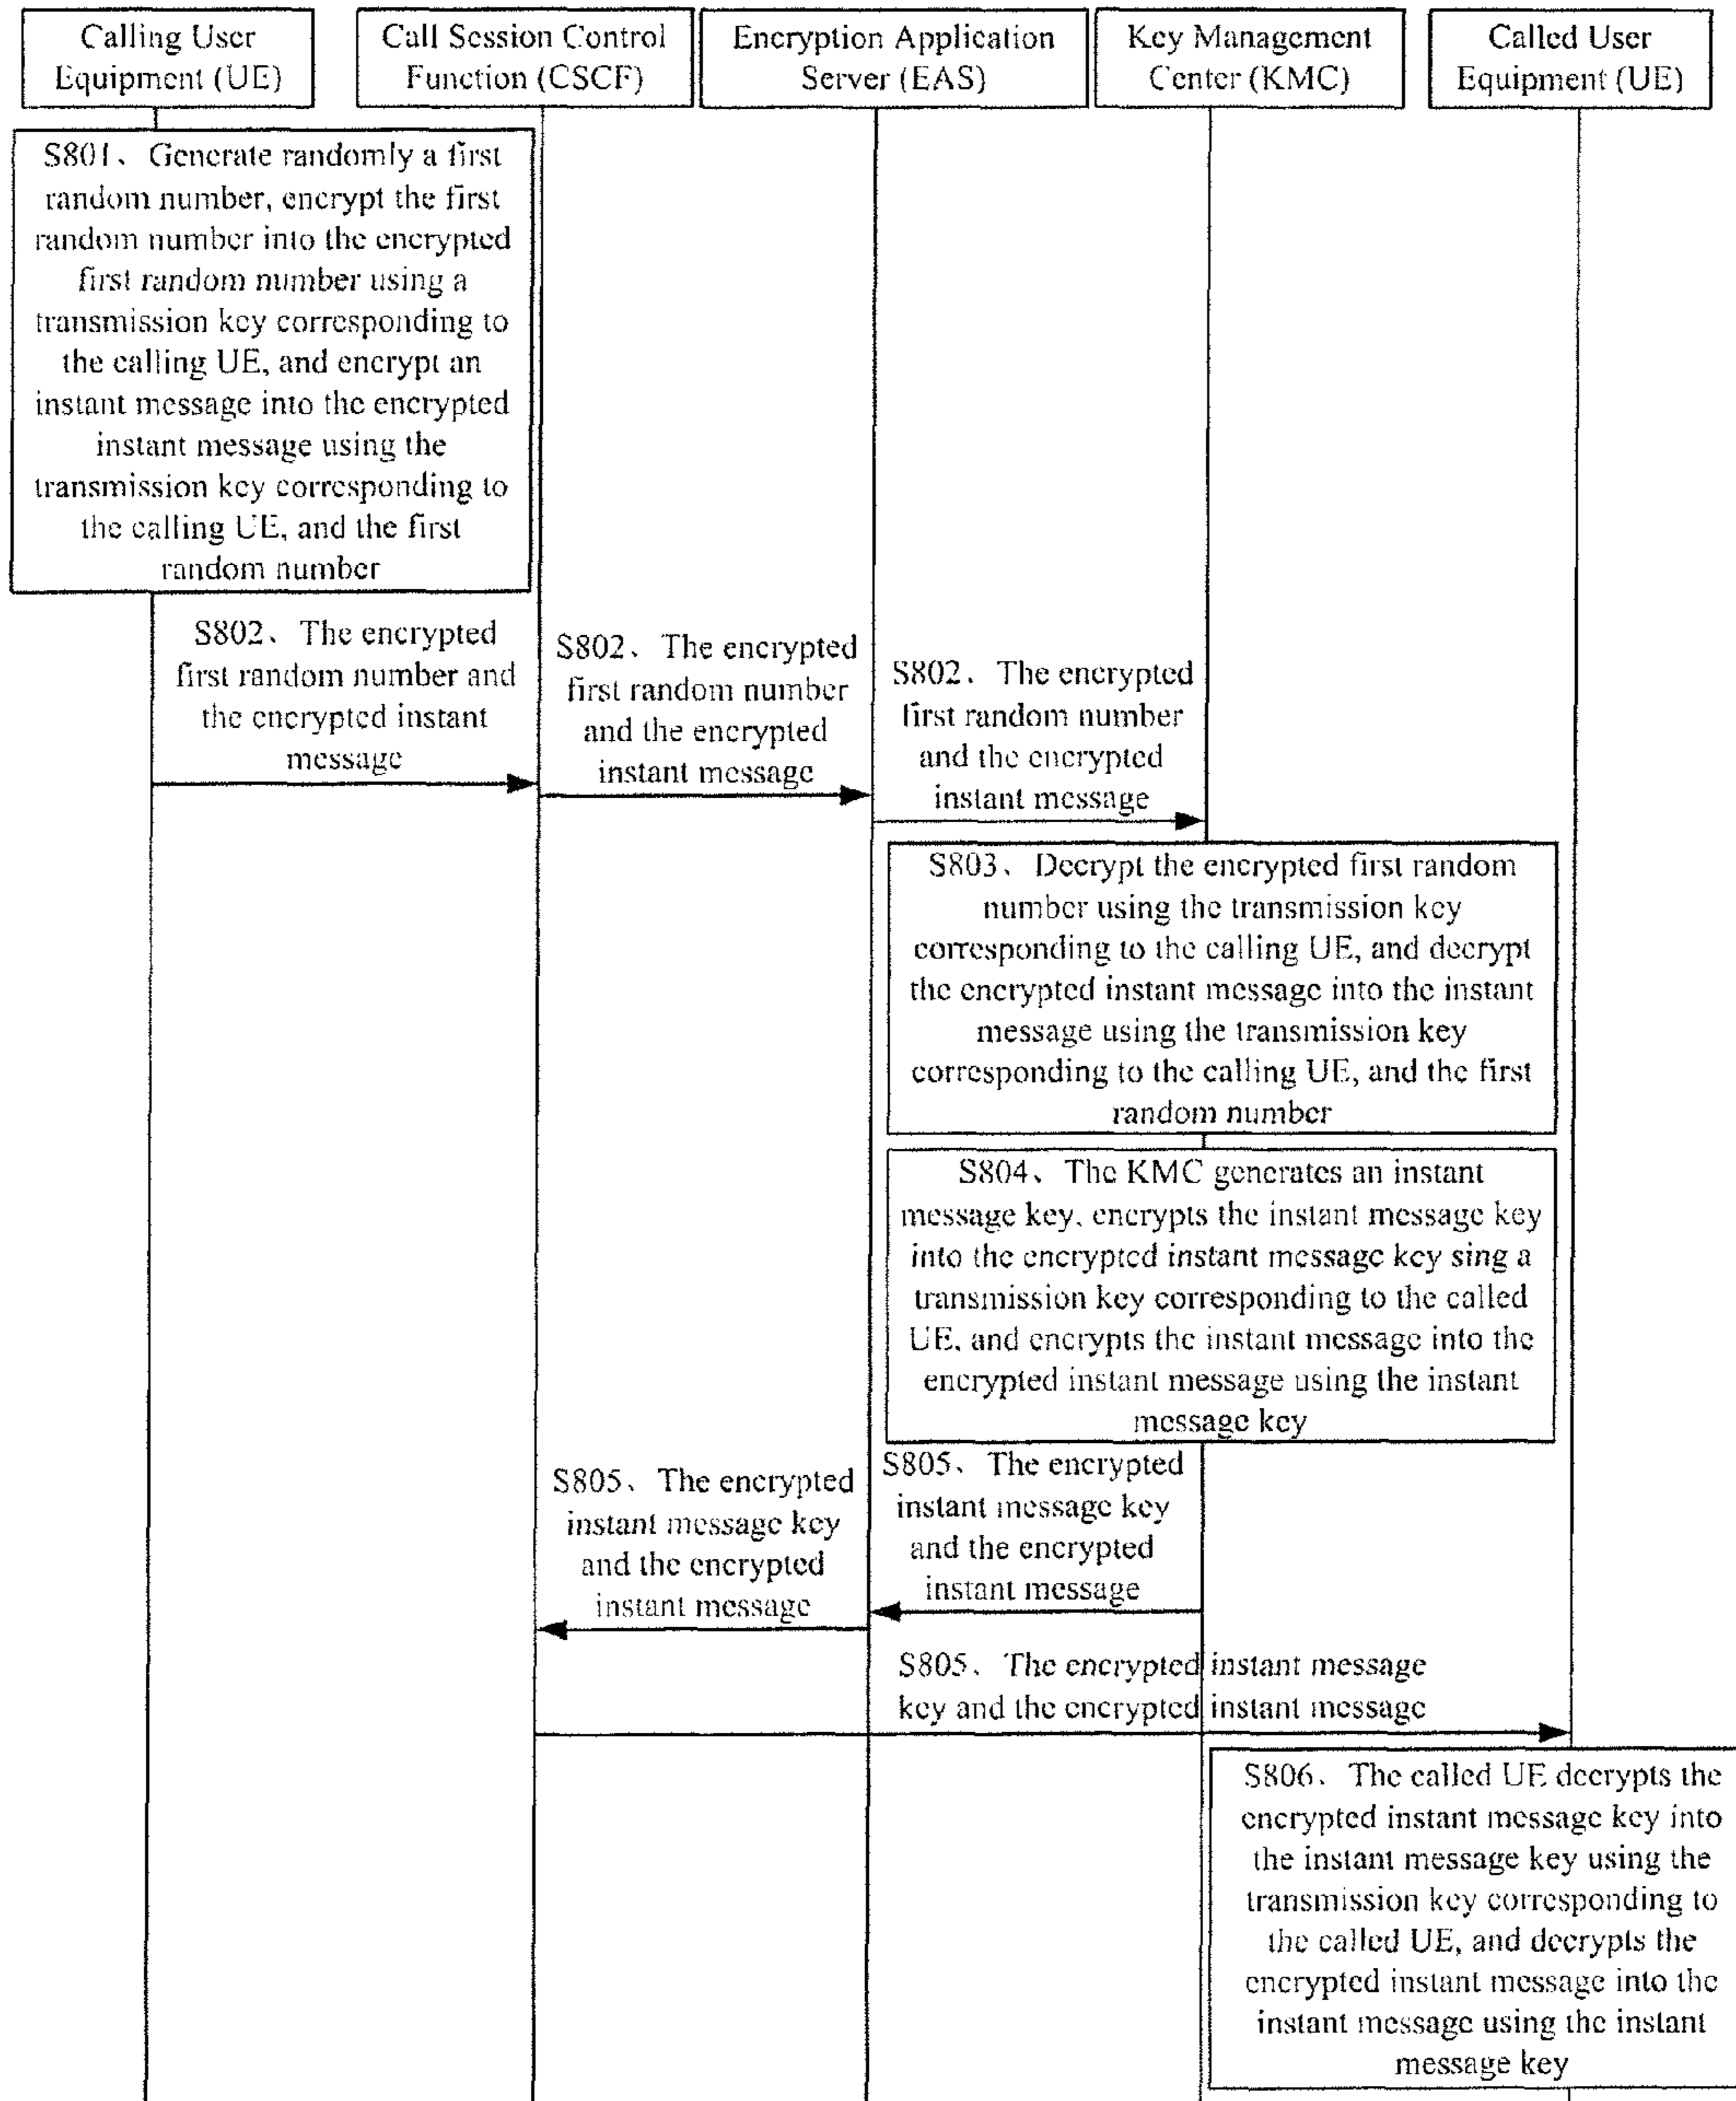 Calling User
Equipment (UE)
Call Session Control
Function (CSCF)
Encryption Application
Server (EAS)
Key Management
Center (KMC)
Called User
Equipment (UE)
S801、Generate randomly a first
random number, encrypt the first
random number into the encrypted
first random number using a
transmission key corresponding to
the calling UE, and encrypt an
instant message into the encrypted
instant message using the
transmission key corresponding to
the calling UE, and the first
random number
S802、The encrypted
first random number and
the encrypted instant
message
S802、The encrypted
first random number
and the encrypted
instant message
S802、The encrypted
first random number
and the encrypted
instant message
S803、Decrypt the encrypted first random
number using the transmission key
corresponding to the calling UE, and decrypt
the encrypted instant message into the instant
message using the transmission key
corresponding to the calling UE, and the first
random number
S804、The KMC generates an instant
message key, encrypts the instant message key
into the encrypted instant message key sing a
transmission key corresponding to the called
UE, and encrypts the instant message into the
encrypted instant message using the instant
message key
S805、The encrypted
instant message key
and the encrypted
instant message
S805、The encrypted
instant message key
and the encrypted
instant message
S805、The encrypted instant message
key and the encrypted instant message
S806、The called UE decrypts the
encrypted instant message key into
the instant message key using the
transmission key corresponding to
the called UE, and decrypts the
encrypted instant message into the
instant message using the instant
message key